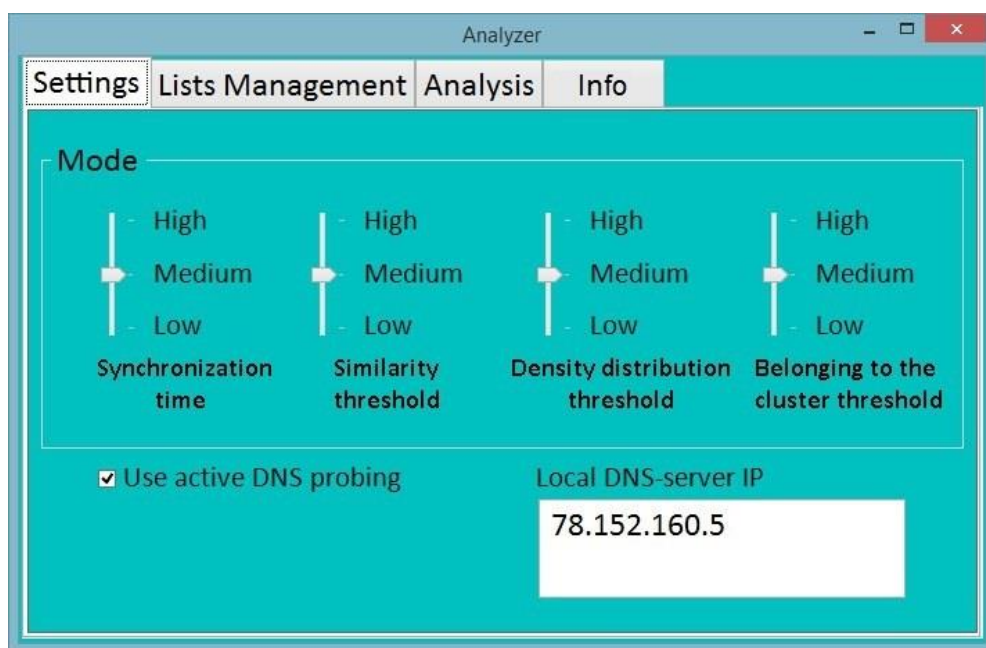 Analyzer
Settings Lists Management Analysis Info
Mode
High High High High
Medium Medium Medium Medium
Low Low Low Low
Synchronization Similarity Density distribution Belonging to the
time threshold threshold cluster threshold
Use active DNS probing Local DNS-server IP
78.152.160.5